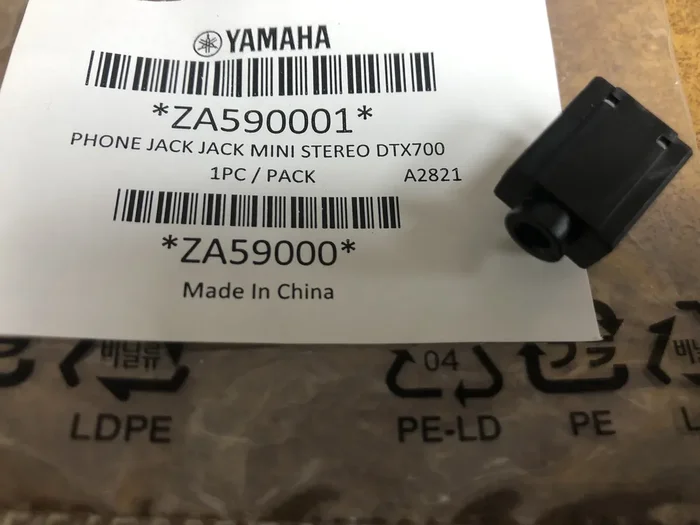 YAMAHA
*ZA590001*
PHONE JACK JACK MINI STEREO DTX700
1PC / PACK A2821
*ZA59000*
Made In China
비닐류
04
LDPE
PE-LD
PE